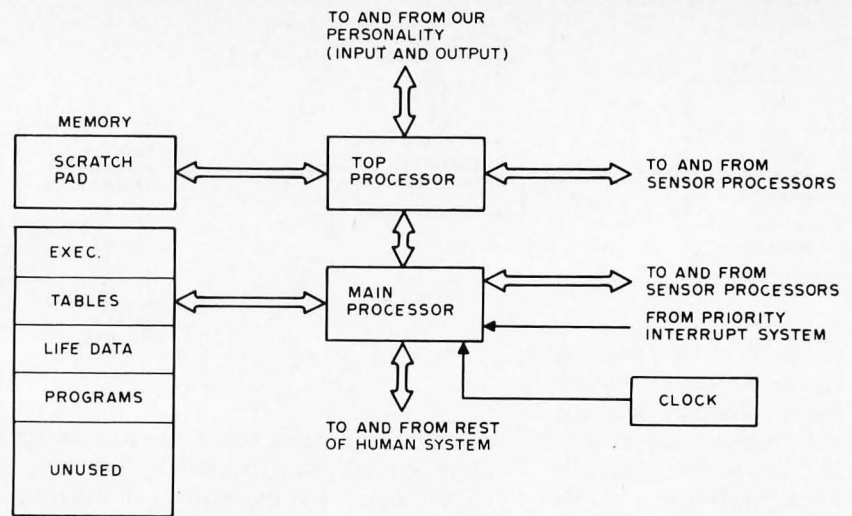 TO AND FROM OUR
PERSONALITY
(INPUT AND OUTPUT)
MEMORY
SCRATCH
PAD
TOP
PROCESSOR
TO AND FROM
SENSOR PROCESSORS
EXEC.
TABLES
LIFE DATA
PROGRAMS
UNUSED
MAIN
PROCESSOR
TO AND FROM
SENSOR PROCESSORS
FROM PRIORITY
INTERRUPT SYSTEM
CLOCK
TO AND FROM REST
OF HUMAN SYSTEM